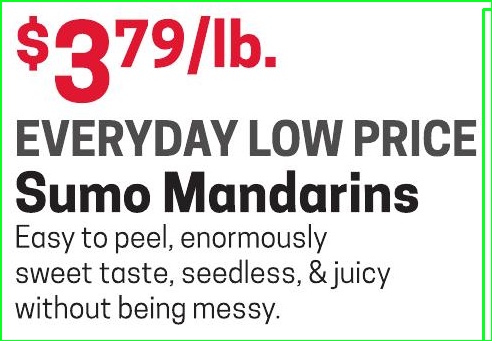 $3 79/lb.
EVERYDAY LOW PRICE
Sumo Mandarins
Easy to peel, enormously
sweet taste, seedless, & juicy
without being messy.